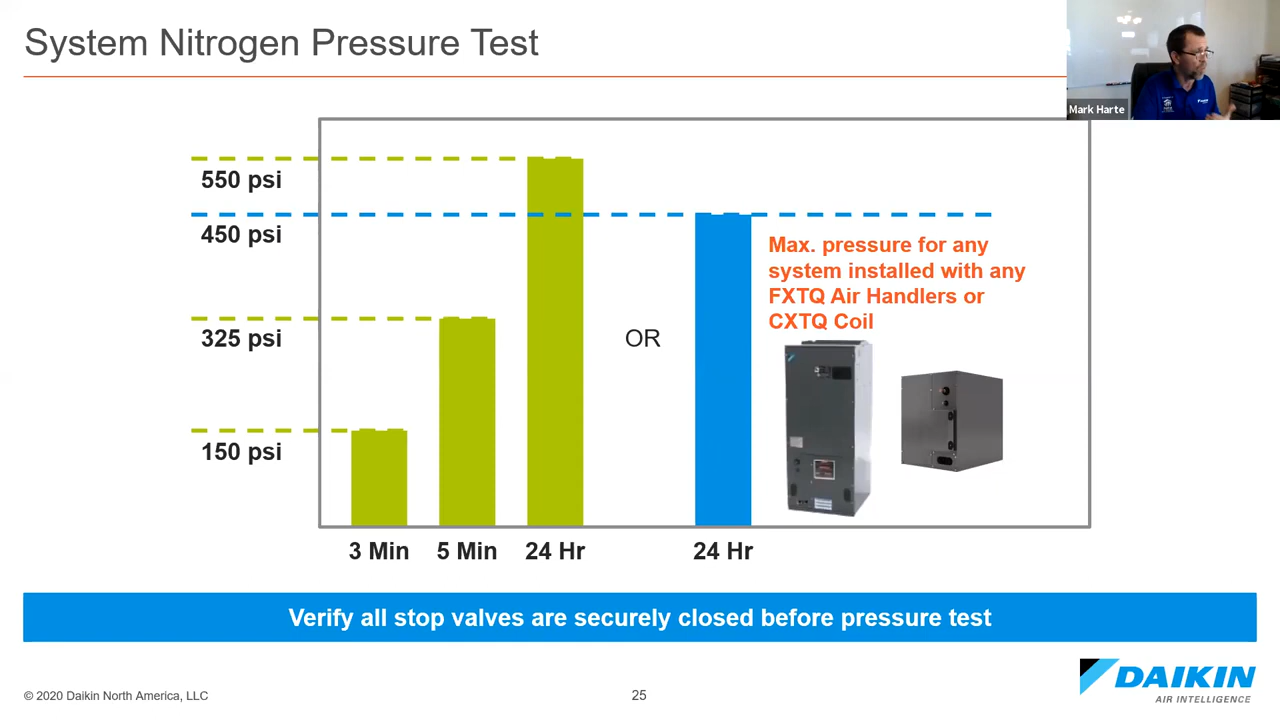 System Nitrogen Pressure Test
Mark Harte
550 psi
450 psi
325 psi
150 psi
OR
Max. pressure for any
system installed with any
FXTQ Air Handlers or
CXTQ Coil
3 Min
5 Min
24 Hr
24 Hr
Verify all stop valves are securely closed before pressure test
© 2020 Daikin North America, LLC
25
DAIKIN
AIR INTELLIGENCE